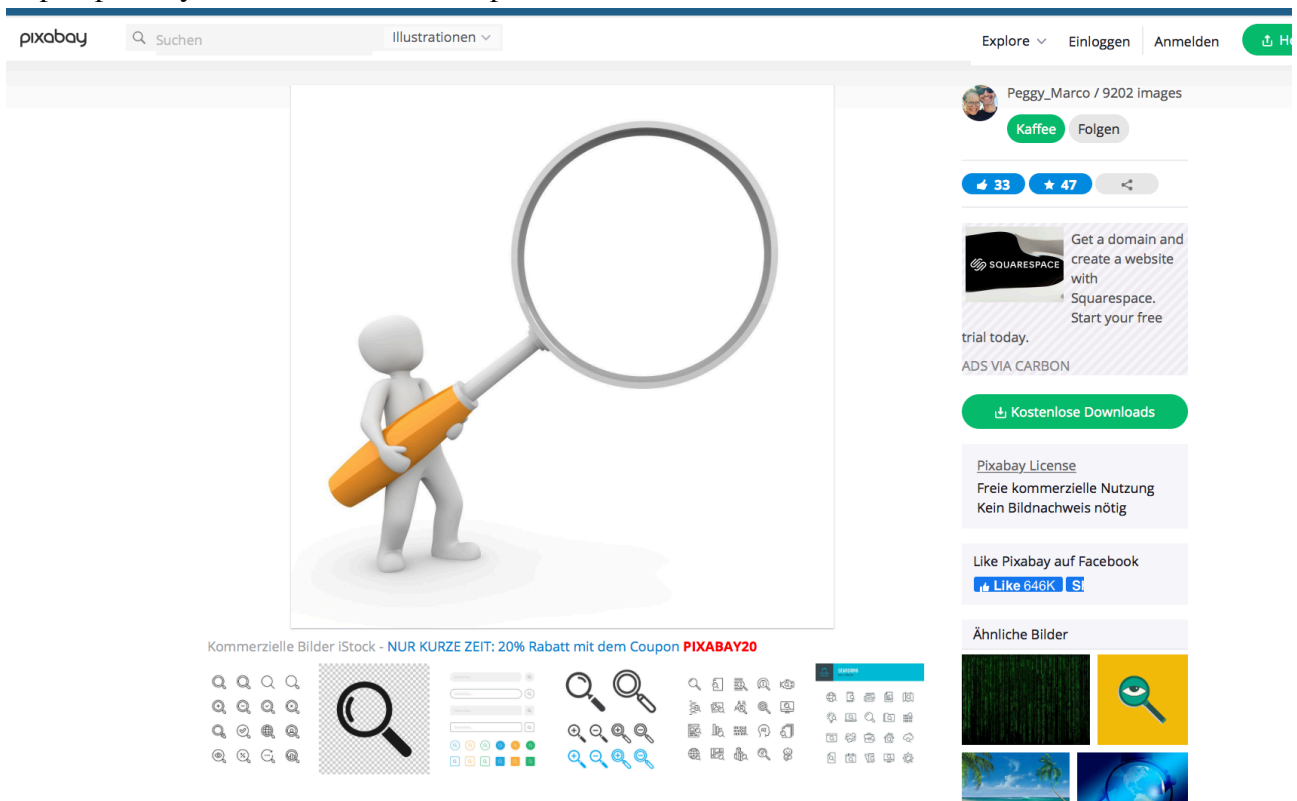 pixabay
Suchen
Illustrationen
Explore
Einloggen
Anmelden
Peggy_Marco / 9202 images
Kaffee
Folgen
33
47
SQUARESPACE
Get a domain and
create a website
with
Squarespace.
Start your free
trial today.
ADS VIA CARBON
Kostenlose Downloads
Pixabay License
Freie kommerzielle Nutzung
Kein Bildnachweis nötig
Like Pixabay auf Facebook
Like 646K
Kommerzielle Bilder iStock - NUR KURZE ZEIT: 20% Rabatt mit dem Coupon PIXABAY20
Ähnliche Bilder